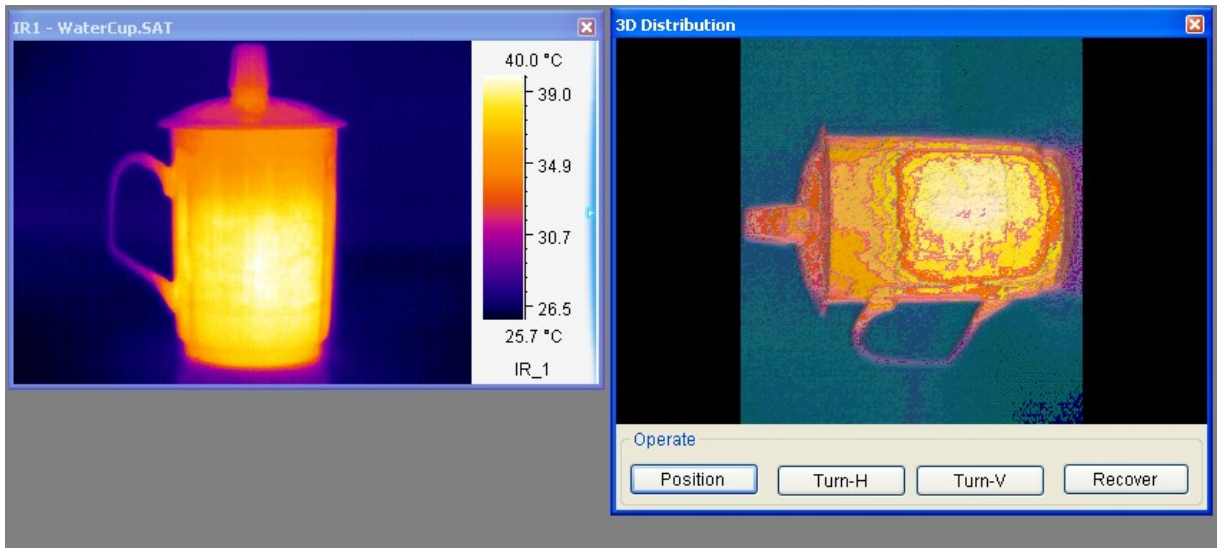 IR1 - WaterCup.SAT
40.0 °C
39.0
34.9
30.7
26.5
25.7 °C
IR_1
3D Distribution
Operate
Position
Turn-H
Turn-V
Recover